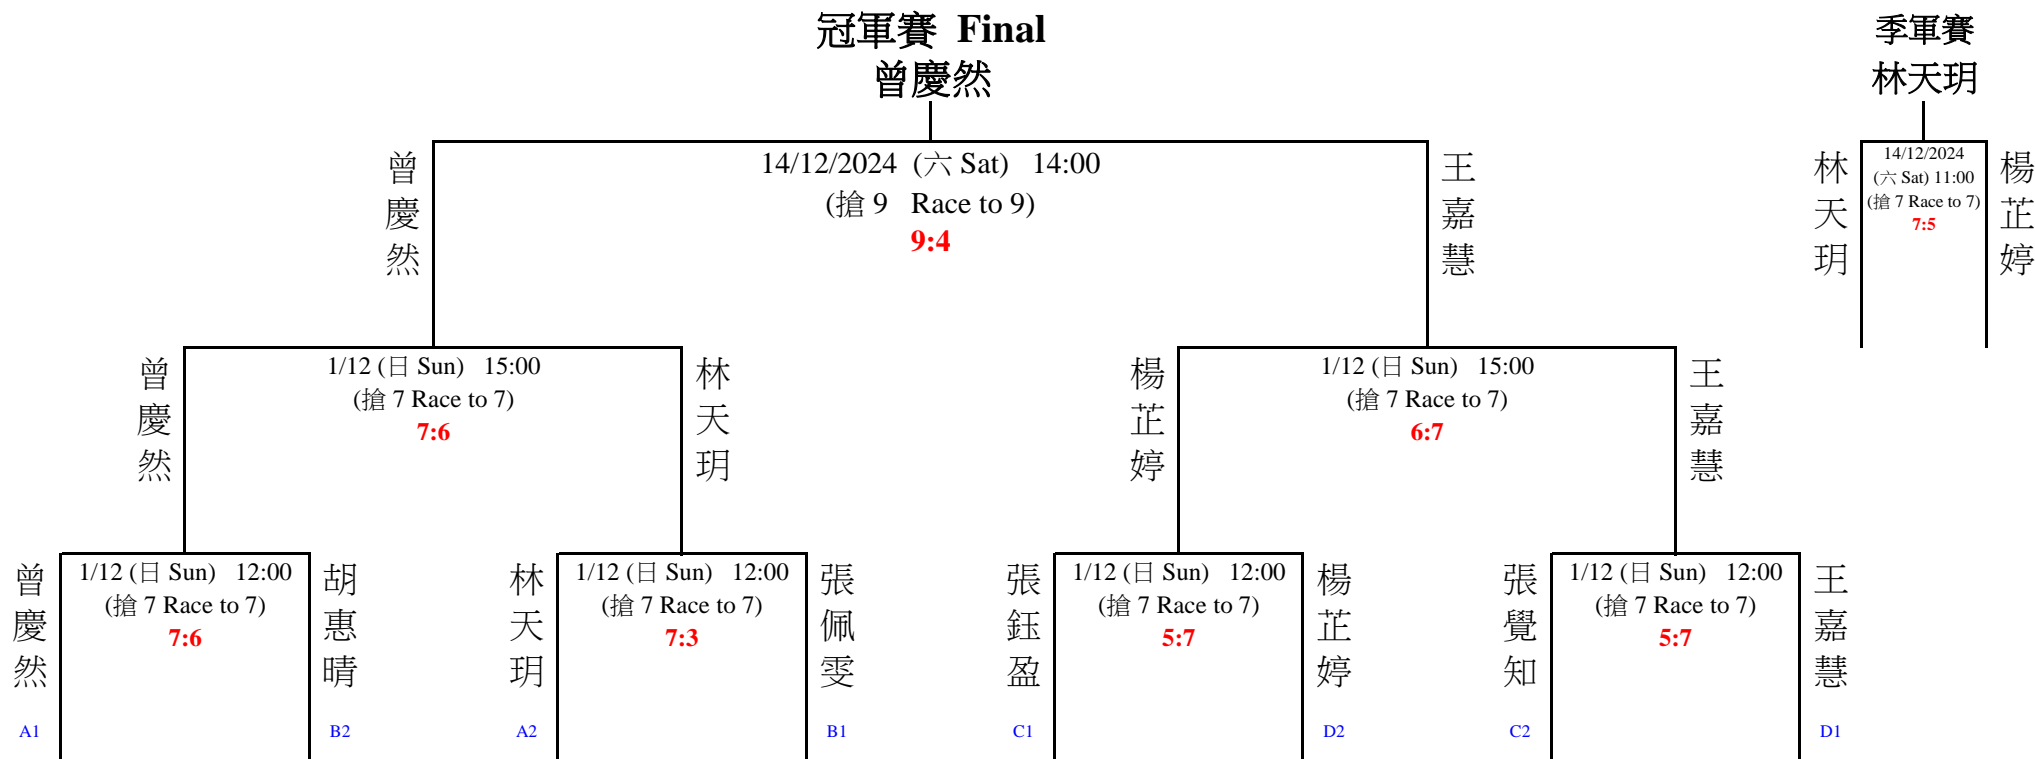 冠軍賽 Final
曾慶然
季軍賽
林天玥
曾慶然
14/12/2024 (六 Sat) 14:00
(搶 9 Race to 9)
9:4
王嘉慧
林天玥
14/12/2024
(六 Sat) 11:00
(搶 7 Race to 7)
7:5
楊芷婷
曾慶然
1/12 (日 Sun) 15:00
(搶 7 Race to 7)
7:6
林天玥
楊芷婷
1/12 (日 Sun) 15:00
(搶 7 Race to 7)
6:7
王嘉慧
曾慶然
A1
1/12 (日 Sun) 12:00
(搶 7 Race to 7)
7:6
胡惠晴
B2
林天玥
A2
1/12 (日 Sun) 12:00
(搶 7 Race to 7)
7:3
張佩雯
B1
張鈺盈
C1
1/12 (日 Sun) 12:00
(搶 7 Race to 7)
5:7
楊芷婷
D2
張覺知
C2
1/12 (日 Sun) 12:00
(搶 7 Race to 7)
5:7
王嘉慧
D1